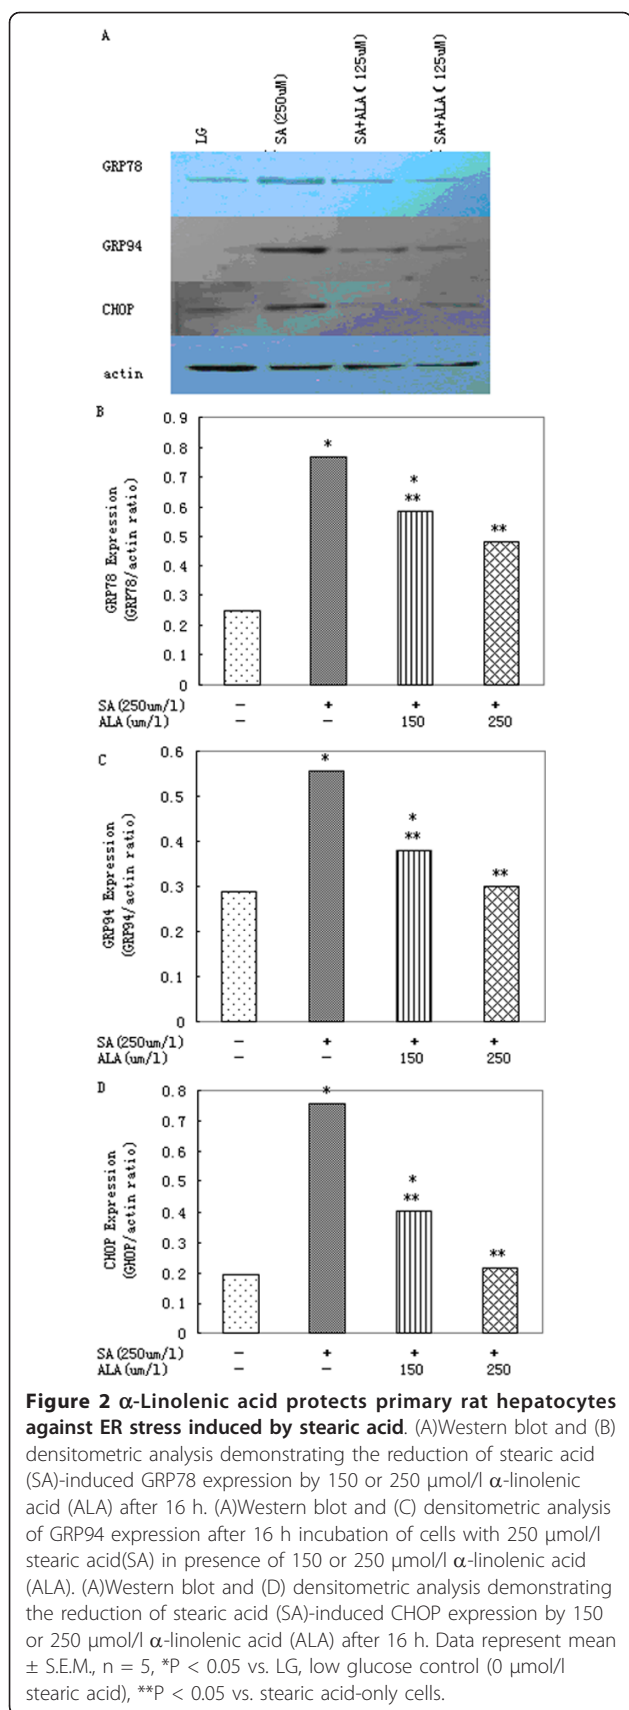 A
LG
SA(250uM)
SA+ALA( 125uM)
SA+ALA( 125uM)
GRP78
GRP94
CHOP
actin
B
GRP78 Expression
(GRP78/actin ratio)
0.9
0.8
0.7
0.6
0.5
0.4
0.3
0.2
0.1
0
*
*
**
**
SA(250um/l) – + + +
ALA(um/l) – – 150 250
C
GRP94 Expression
(GRP94/actin ratio)
0.6
0.5
0.4
0.3
0.2
0.1
0
*
*
**
**
SA(250um/l) – + + +
ALA(um/l) – – 150 250
D
CHOP Expression
(GHOP/actin ratio)
0.8
0.7
0.6
0.5
0.4
0.3
0.2
0.1
0
*
*
**
**
SA(250um/l) – + + +
ALA(um/l) – – 150 250
Figure 2 α-Linolenic acid protects primary rat hepatocytes
against ER stress induced by stearic acid. (A)Western blot and (B)
densitometric analysis demonstrating the reduction of stearic acid
(SA)-induced GRP78 expression by 150 or 250 μmol/l α-linolenic
acid (ALA) after 16 h. (A)Western blot and (C) densitometric analysis
of GRP94 expression after 16 h incubation of cells with 250 μmol/l
stearic acid(SA) in presence of 150 or 250 μmol/l α-linolenic acid
(ALA). (A)Western blot and (D) densitometric analysis demonstrating
the reduction of stearic acid (SA)-induced CHOP expression by 150
or 250 μmol/l α-linolenic acid (ALA) after 16 h. Data represent mean
± S.E.M., n = 5, *P < 0.05 vs. LG, low glucose control (0 μmol/l
stearic acid), **P < 0.05 vs. stearic acid-only cells.